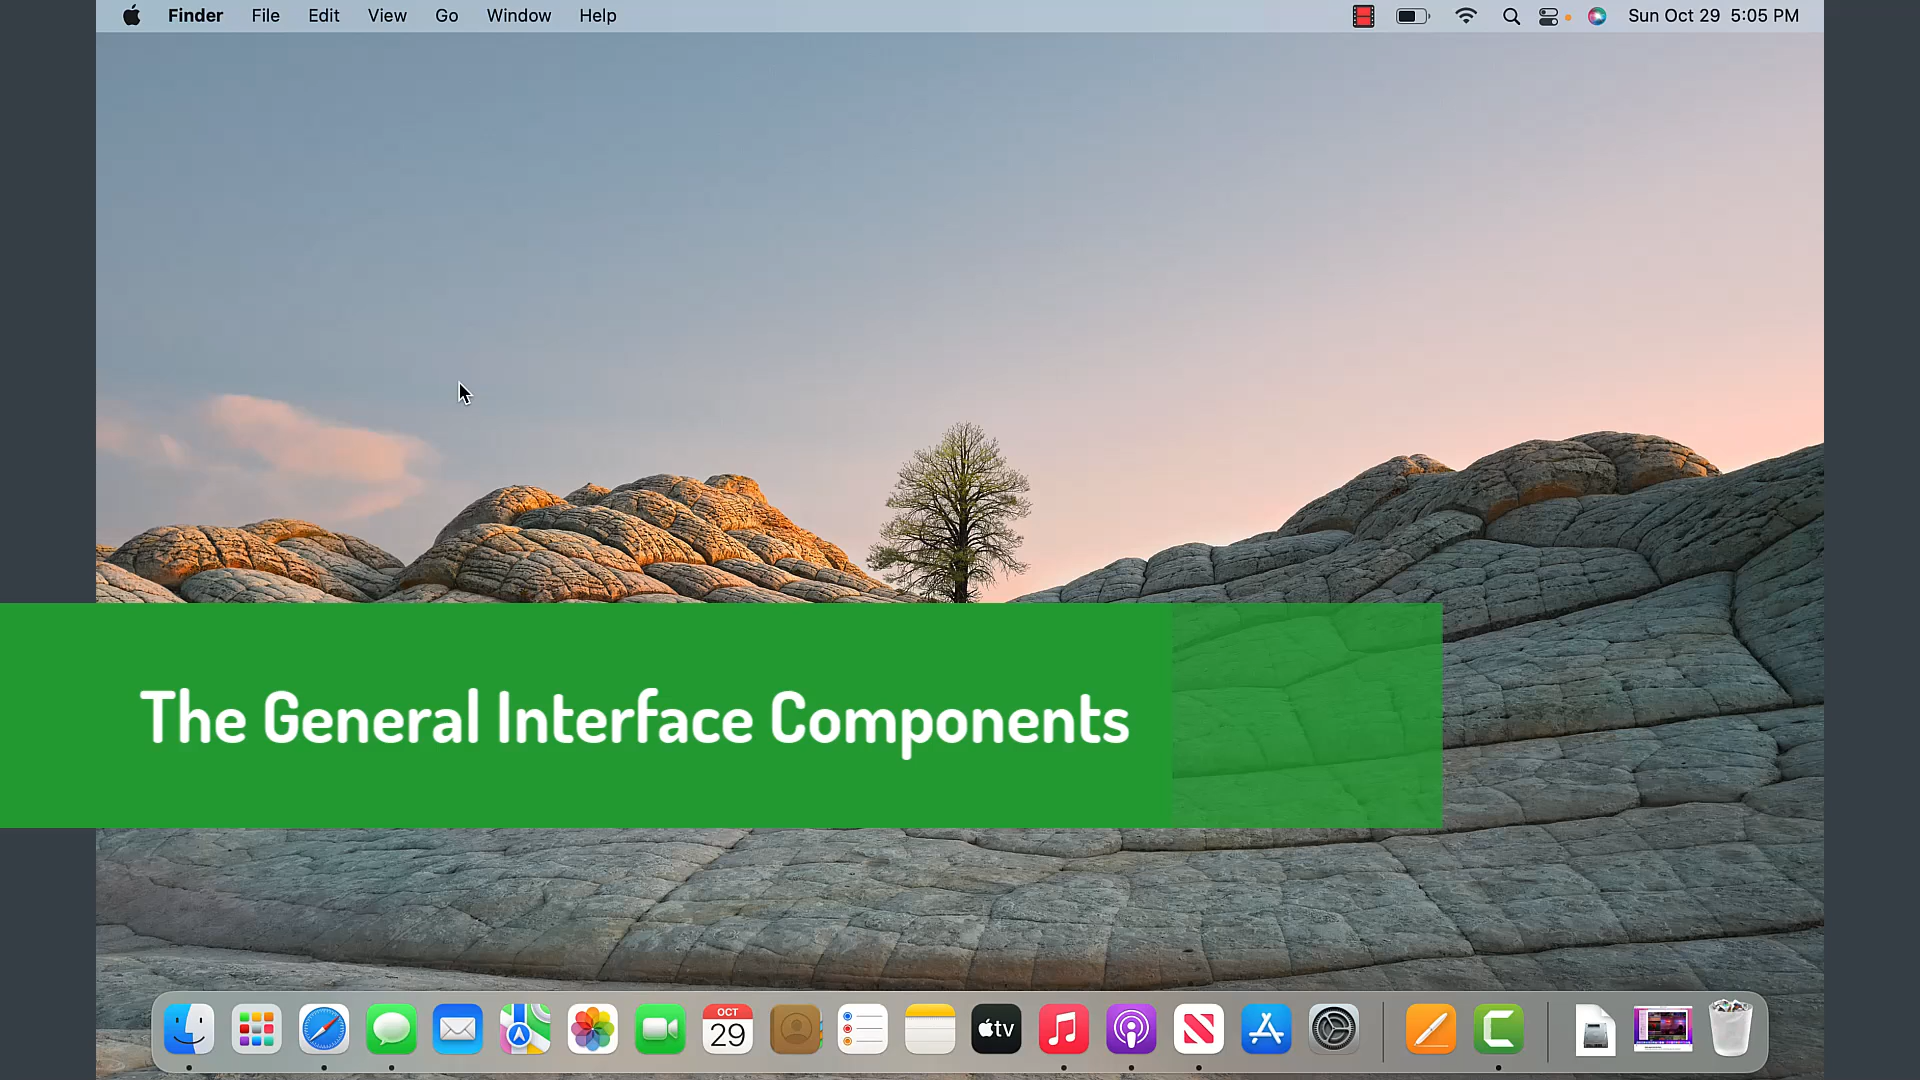 Finder File Edit View Go Window Help Sun Oct 29 5:05 PM
The General Interface Components
OCT
29
tv